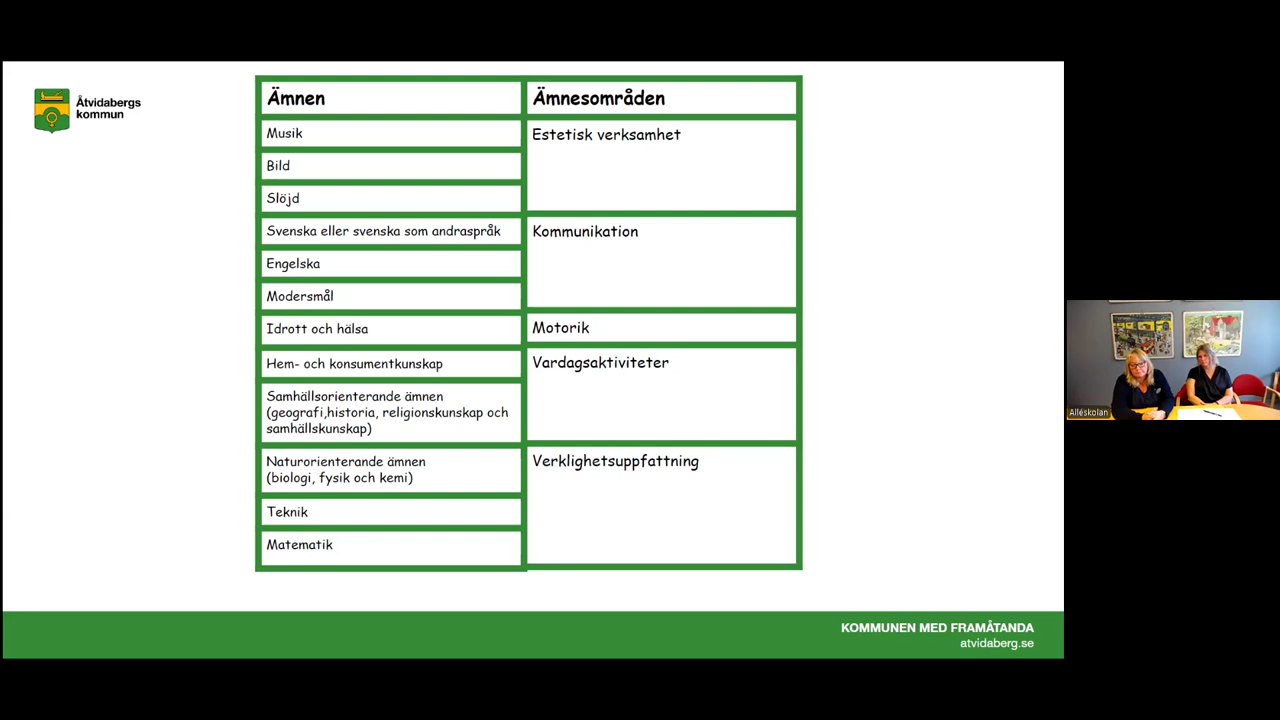 Åtvidabergs
kommun
Ämnen
Ämnesområden
Musik
Estetisk verksamhet
Bild
Slöjd
Svenska eller svenska som andraspråk
Kommunikation
Engelska
Modersmål
Idrott och hälsa
Motorik
Hem- och konsumentkunskap
Vardagsaktiviteter
Samhällsorienterande ämnen
(geografi,historia, religionskunskap och
samhällskunskap)
Naturorienterande ämnen
(biologi, fysik och kemi)
Verklighetsuppfattning
Teknik
Matematik
KOMMUNEN MED FRAMÅTANDA
atvidaberg.se
Alléskolan